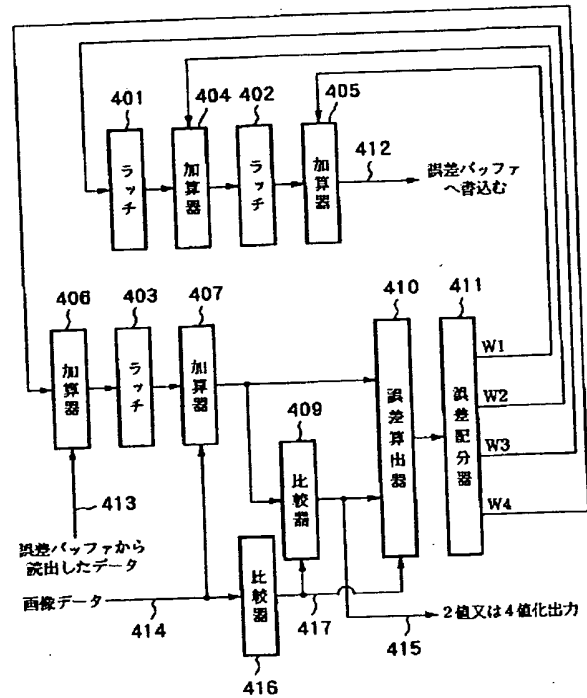 401
404
402
405
ラッチ
加算器
ラッチ
加算器
412
誤差バッファ
へ書込む
406
403
407
410
411
加算器
ラッチ
加算器
誤差算出器
誤差配分器
W1
W2
W3
W4
409
比較器
413
誤差バッファから
読出したデータ
画像データ
414
比較器
416
417
415
2値又は4値化出力